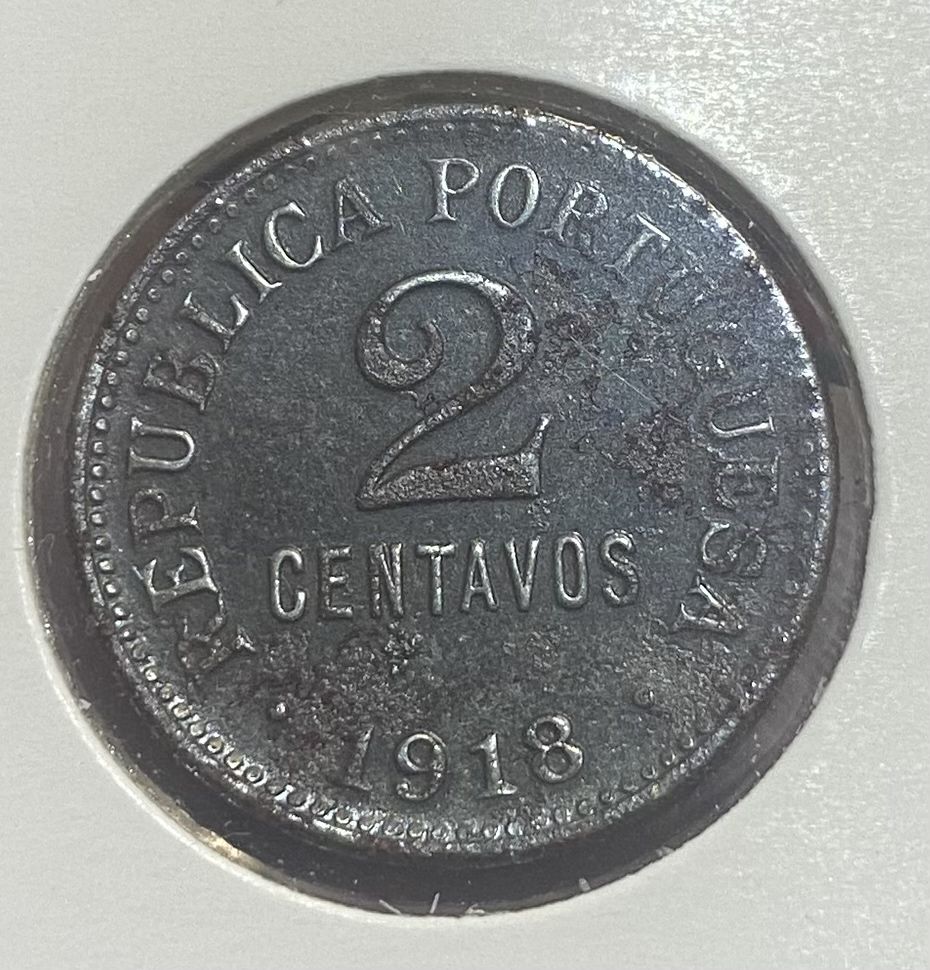 REPUBLICA PORTUGUESA
2
CENTAVOS
· 1918 ·